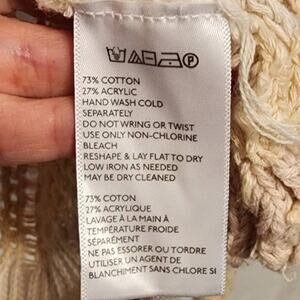 73% COTTON
27% ACRYLIC
HAND WASH COLD
SEPARATELY
DO NOT WRING OR TWIST
USE ONLY NON-CHLORINE
BLEACH
RESHAPE & LAY FLAT TO DRY
LOW IRON AS NEEDED
MAY BE DRY CLEANED
73% COTON
27% ACRYLIQUE
LAVAGE À LA MAIN À
TEMPÉRATURE FROIDE
SÉPARÉMENT
NE PAS ESSORER OU TORDRE
UTILISER UN AGENT DE
BLANCHIMENT SANS CHLORE SI